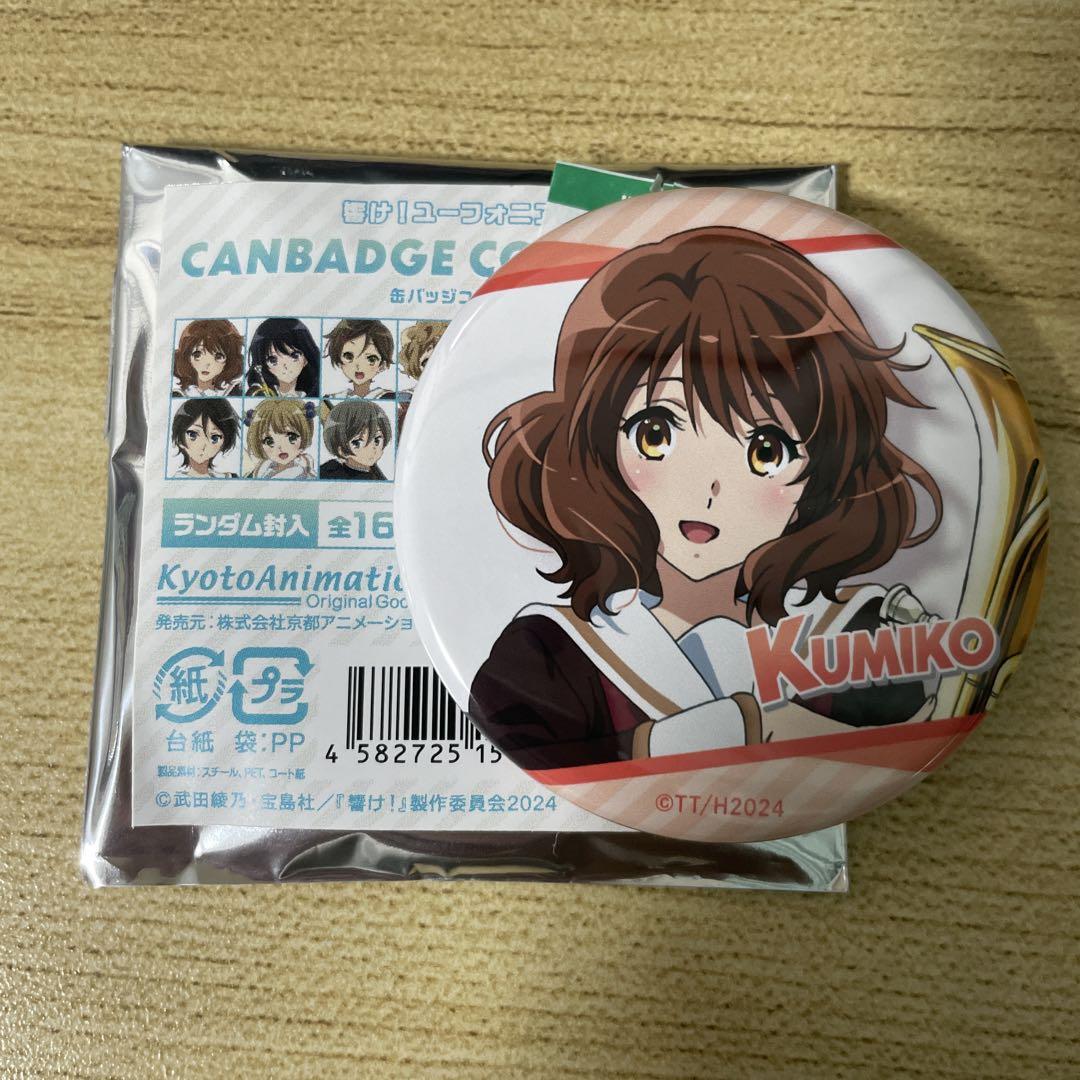 響け!ユーフォニ
CANBADGE CO
缶バッジコ
ランダム封入 全16
KyotoAnimatio
Original Goo
発売元:株式会社京都アニメーショ
紙 プラ
台紙 袋:PP
4 582725 15
製品素材:スチール、PET、コート紙
©武田綾乃・宝島社/『響け!』製作委員会2024
KUMIKO
©TT/H2024